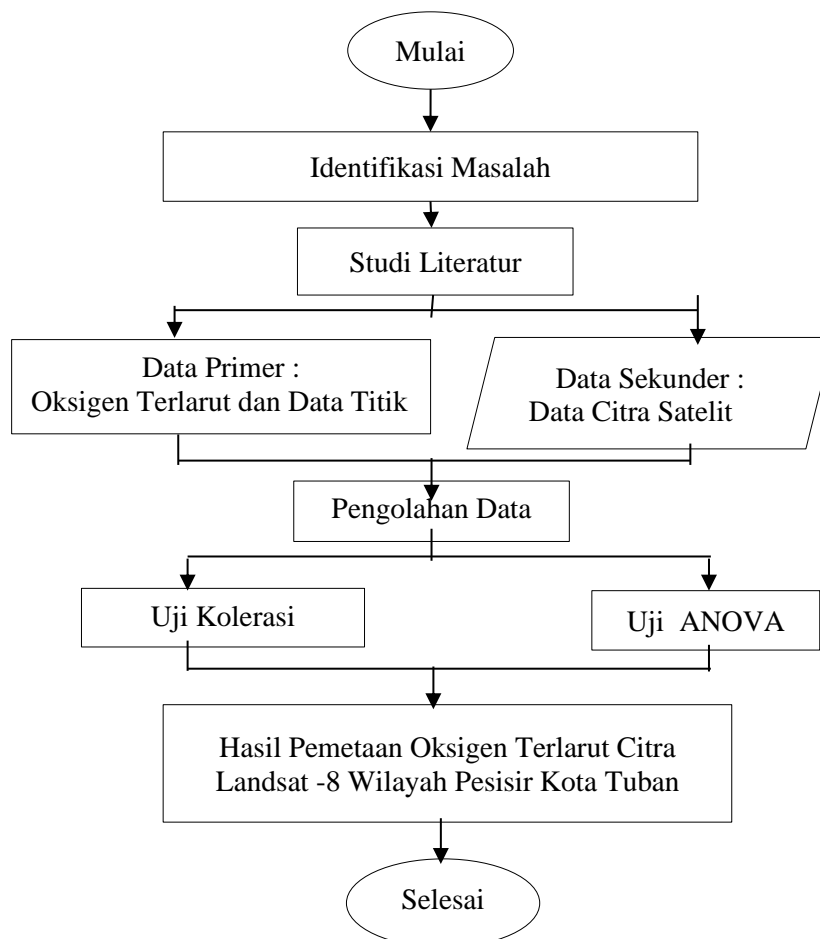 Mulai
Identifikasi Masalah
Studi Literatur
Data Primer :
Oksigen Terlarut dan Data Titik
Data Sekunder :
Data Citra Satelit
Pengolahan Data
Uji Kolerasi
Uji ANOVA
Hasil Pemetaan Oksigen Terlarut Citra
Landsat -8 Wilayah Pesisir Kota Tuban
Selesai